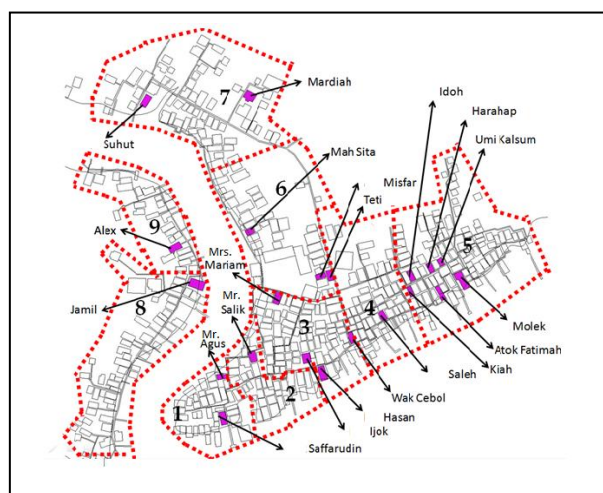 Mardiah
7
Suhut
Idoh
Harahap
Umi Kalsum
Mah Sita
Misfar
Teti
6
9
Alex
5
Mrs.
Mariam
8
Jamil
Mr.
Salik
3
4
Mr.
Agus
Molek
Atok Fatimah
Kiah
Saleh
2
1
Wak Cebol
Hasan
Ijok
Saffarudin